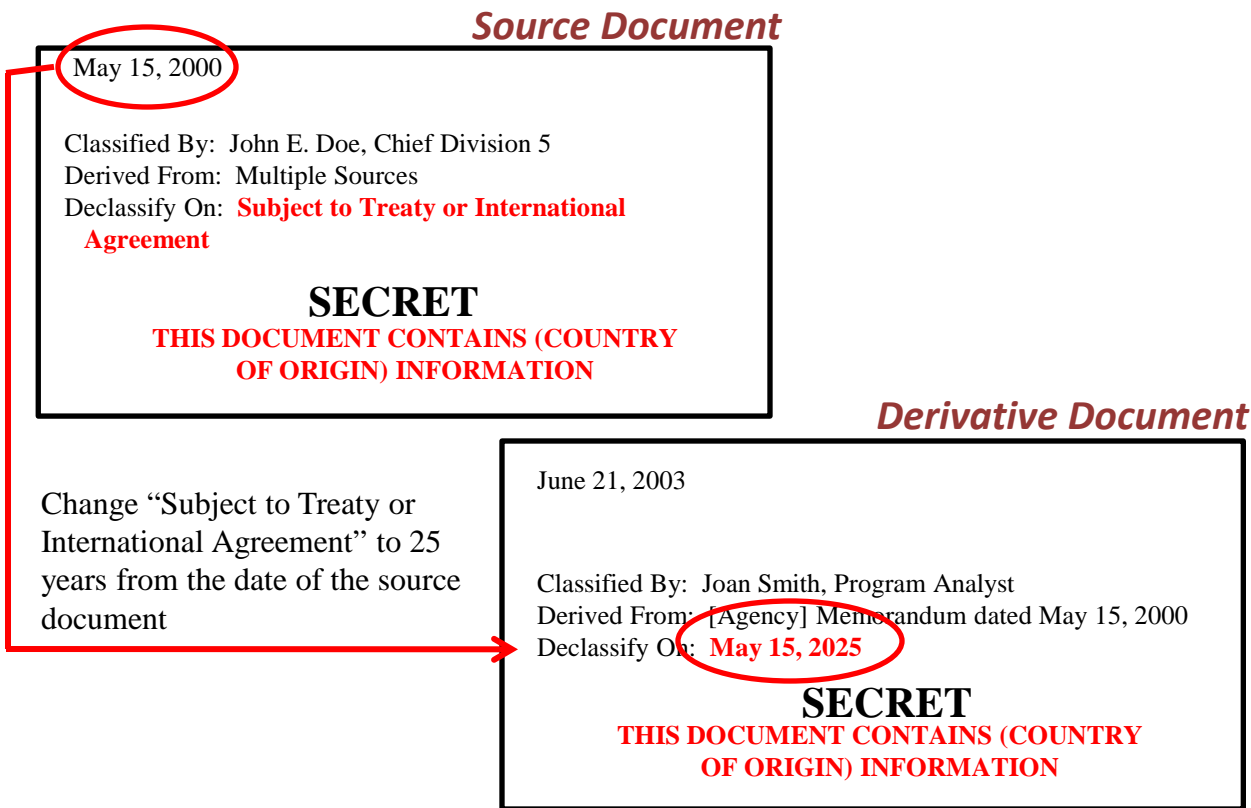 Source Document
May 15, 2000
Classified By:  John E. Doe, Chief Division 5
Derived From:  Multiple Sources
Declassify On:  Subject to Treaty or International
Agreement
SECRET
THIS DOCUMENT CONTAINS (COUNTRY
OF ORIGIN) INFORMATION
Change “Subject to Treaty or
International Agreement” to 25
years from the date of the source
document
Derivative Document
June 21, 2003
Classified By:  Joan Smith, Program Analyst
Derived From:  [Agency] Memorandum dated May 15, 2000
Declassify On:  May 15, 2025
SECRET
THIS DOCUMENT CONTAINS (COUNTRY
OF ORIGIN) INFORMATION